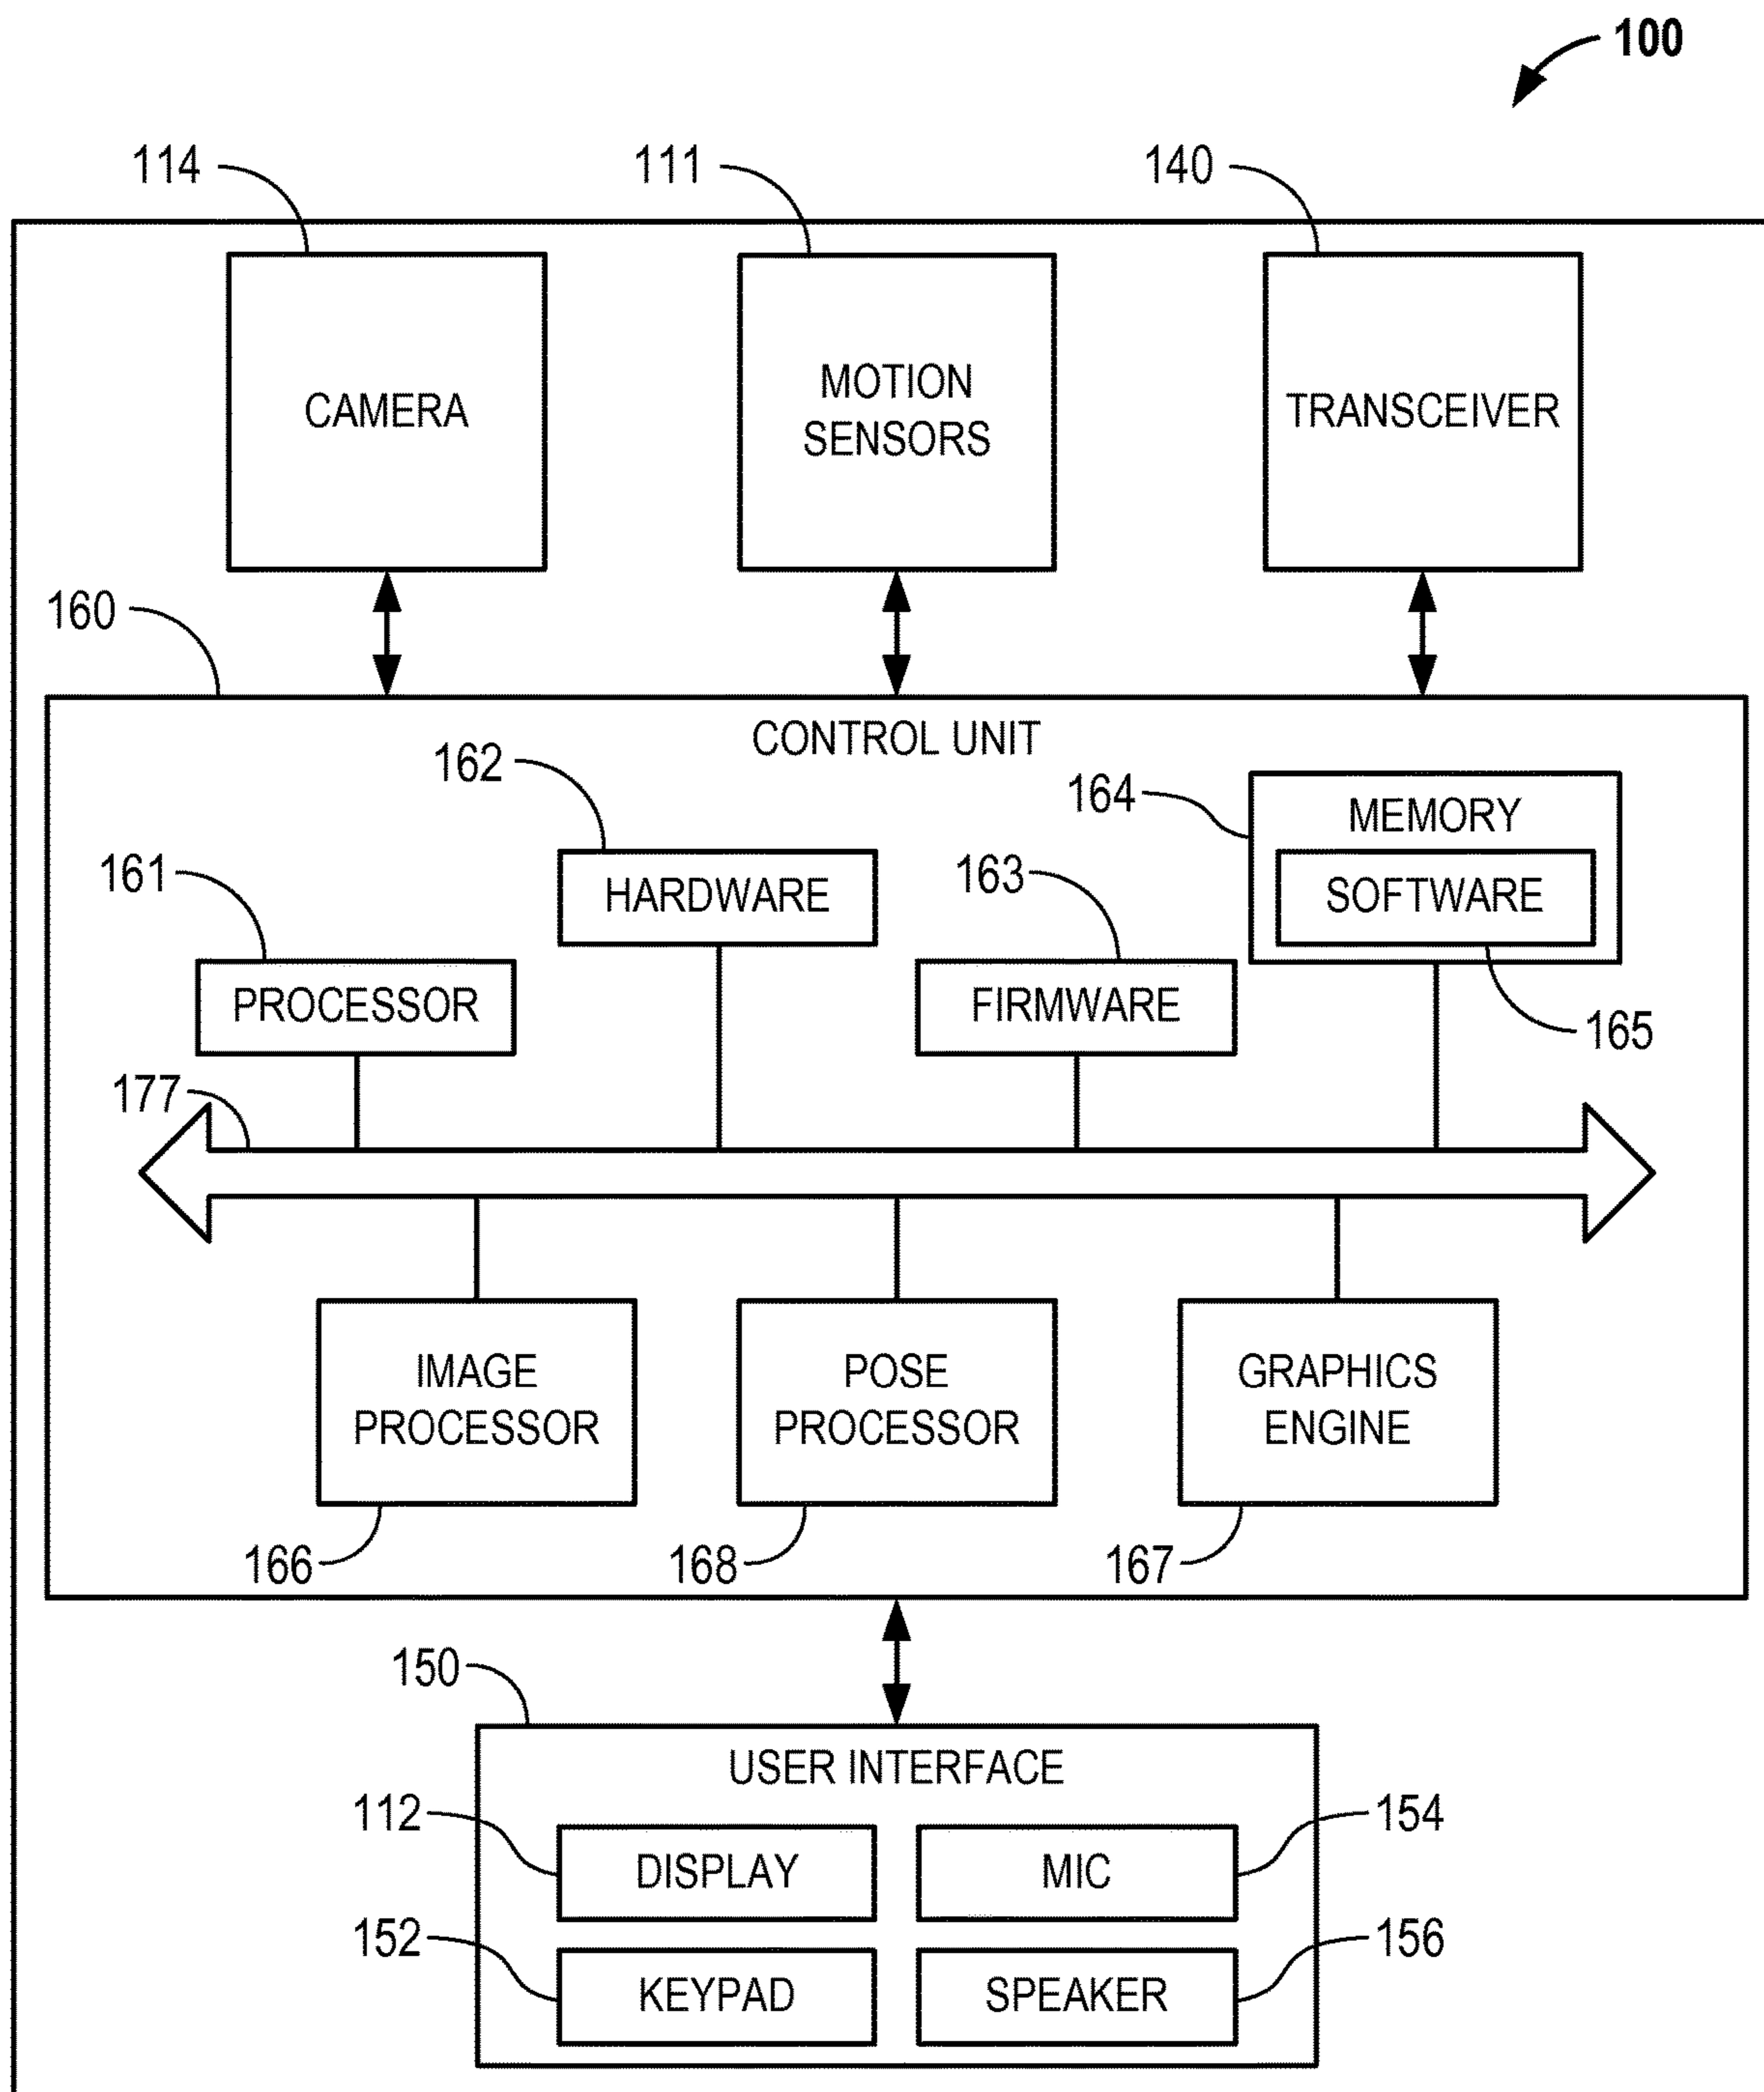 100
114
111
140
CAMERA
MOTION
SENSORS
TRANSCEIVER
160
CONTROL UNIT
162
164
MEMORY
161
HARDWARE
163
SOFTWARE
PROCESSOR
FIRMWARE
165
177
IMAGE
PROCESSOR
POSE
PROCESSOR
GRAPHICS
ENGINE
166
168
167
150
USER INTERFACE
112
DISPLAY
MIC
154
152
KEYPAD
SPEAKER
156